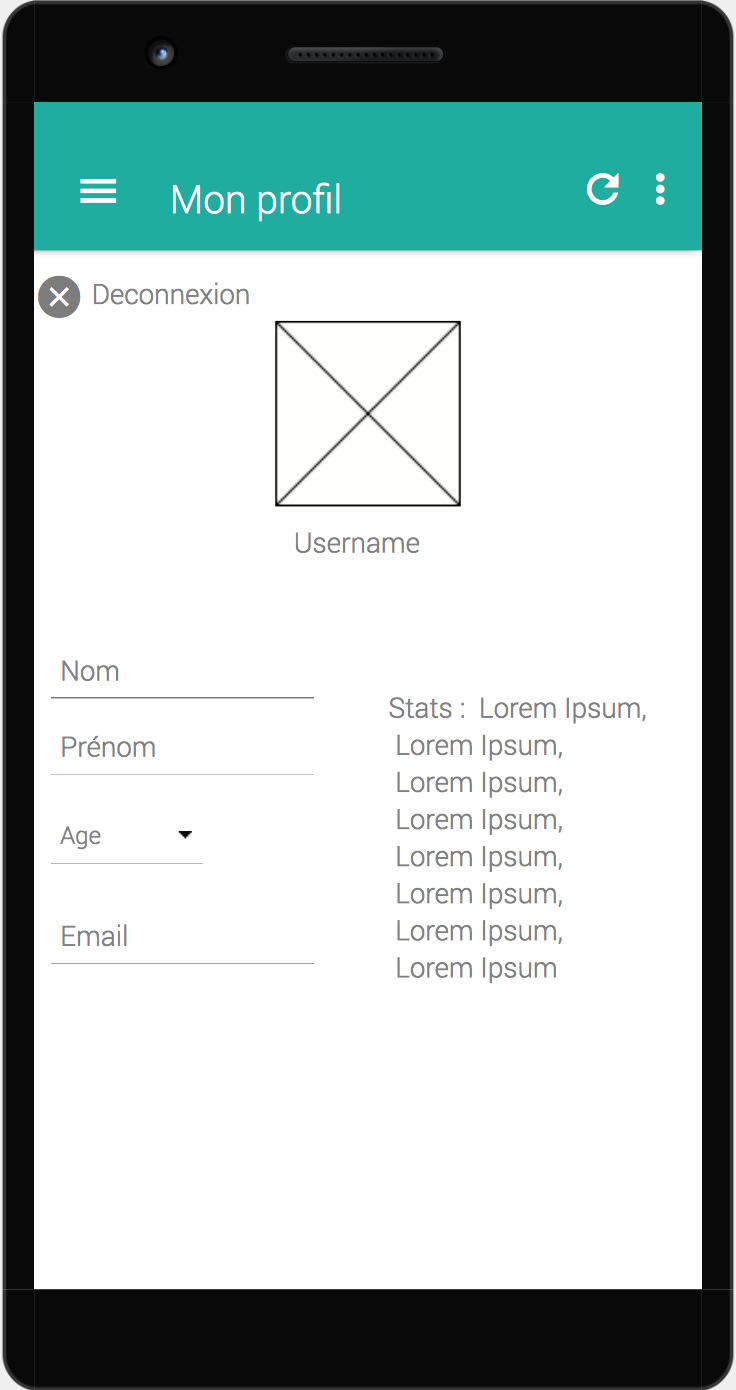 Mon profil
Deconnexion
Username
Nom
Prénom
Age
Email
Stats : Lorem Ipsum,
Lorem Ipsum,
Lorem Ipsum,
Lorem Ipsum,
Lorem Ipsum,
Lorem Ipsum,
Lorem Ipsum,
Lorem Ipsum